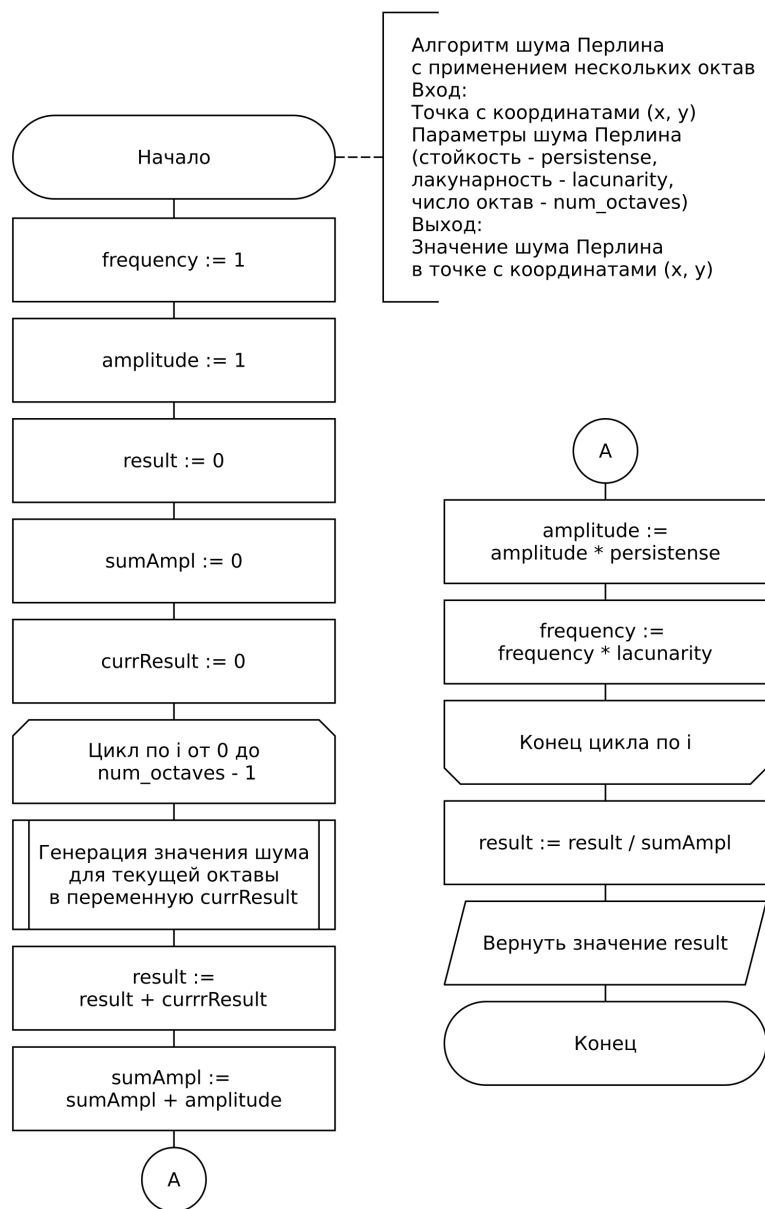 Алгоритм шума Перлина
с применением нескольких октав
Вход:
Точка с координатами (x, y)
Параметры шума Перлина
(стойкость - persistense,
лакунарность - lacunarity,
число октав - num_octaves)
Выход:
Значение шума Перлина
в точке с координатами (x, y)
Начало
frequency := 1
amplitude := 1
result := 0
sumAmpl := 0
currResult := 0
Цикл по i от 0 до
num_octaves - 1
Генерация значения шума
для текущей октавы
в переменную currResult
result :=
result + currrResult
sumAmpl :=
sumAmpl + amplitude
A
A
amplitude :=
amplitude * persistense
frequency :=
frequency * lacunarity
Конец цикла по i
result := result / sumAmpl
Вернуть значение result
Конец